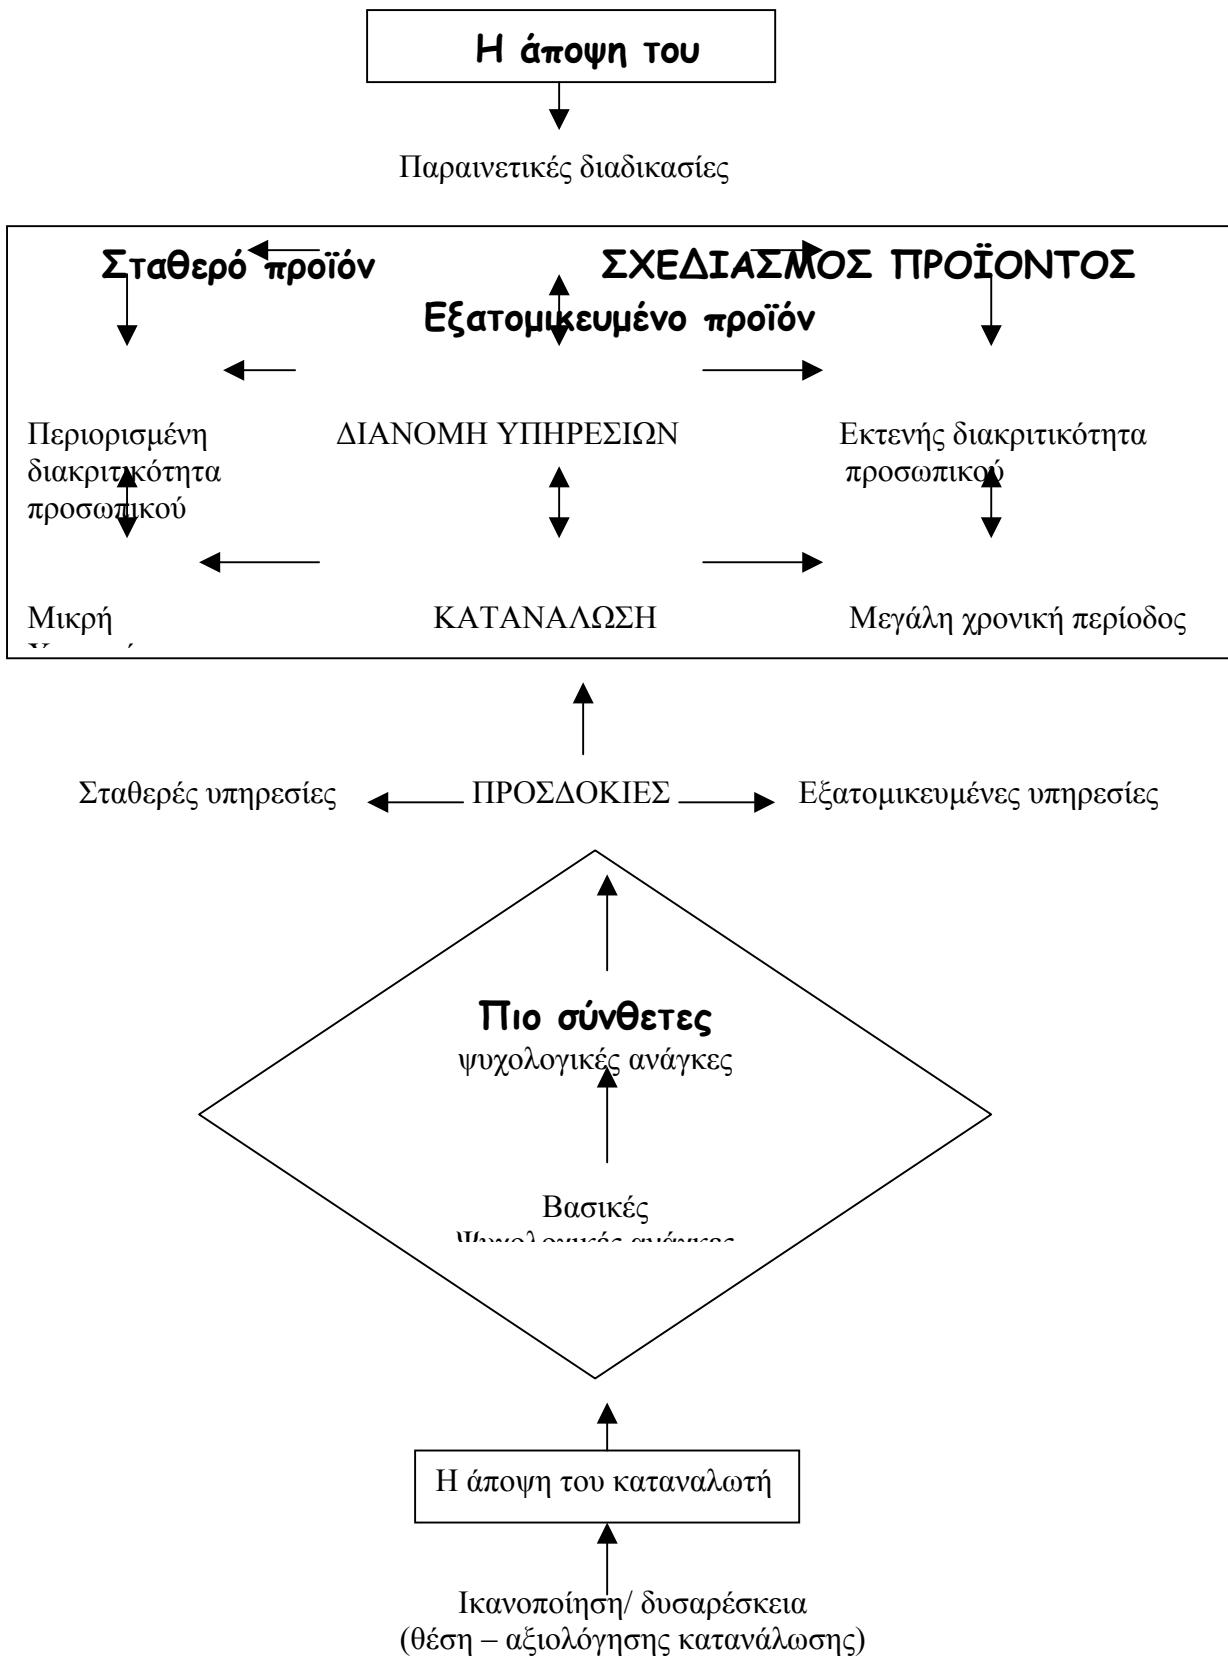 Η άποψη του
Παραινετικές διαδικασίες
Σταθερό προϊόν ΣΧΕΔΙΑΣΜΟΣ ΠΡΟΪΟΝΤΟΣ
Εξατομικευμένο προϊόν
Περιορισμένη
διακριτικότητα
προσωπικού
ΔΙΑΝΟΜΗ ΥΠΗΡΕΣΙΩΝ
Εκτενής διακριτικότητα
προσωπικού
Μικρή
ΚΑΤΑΝΑΛΩΣΗ
Μεγάλη χρονική περίοδος
Σταθερές υπηρεσίες
ΠΡΟΣΔΟΚΙΕΣ
Εξατομικευμένες υπηρεσίες
Πιο σύνθετες
ψυχολογικές ανάγκες
Βασικές
Ψυχολογικές ανάγκες
Η άποψη του καταναλωτή
Ικανοποίηση/ δυσαρέσκεια
(θέση – αξιολόγησης κατανάλωσης)